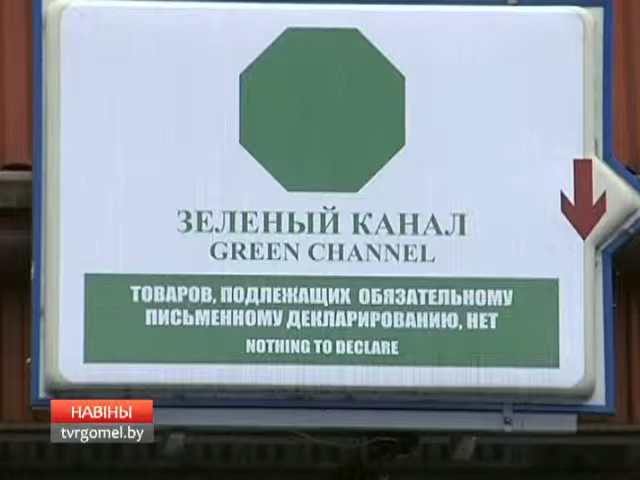 ЗЕЛЕНЫЙ КАНАЛ
GREEN CHANNEL
ТОВАРОВ, ПОДЛЕЖАЩИХ ОБЯЗАТЕЛЬНОМУ
ПИСЬМЕННОМУ ДЕКЛАРИРОВАНИЮ, НЕТ
NOTHING TO DECLARE
НАВІНЫ
tvrgomel.by